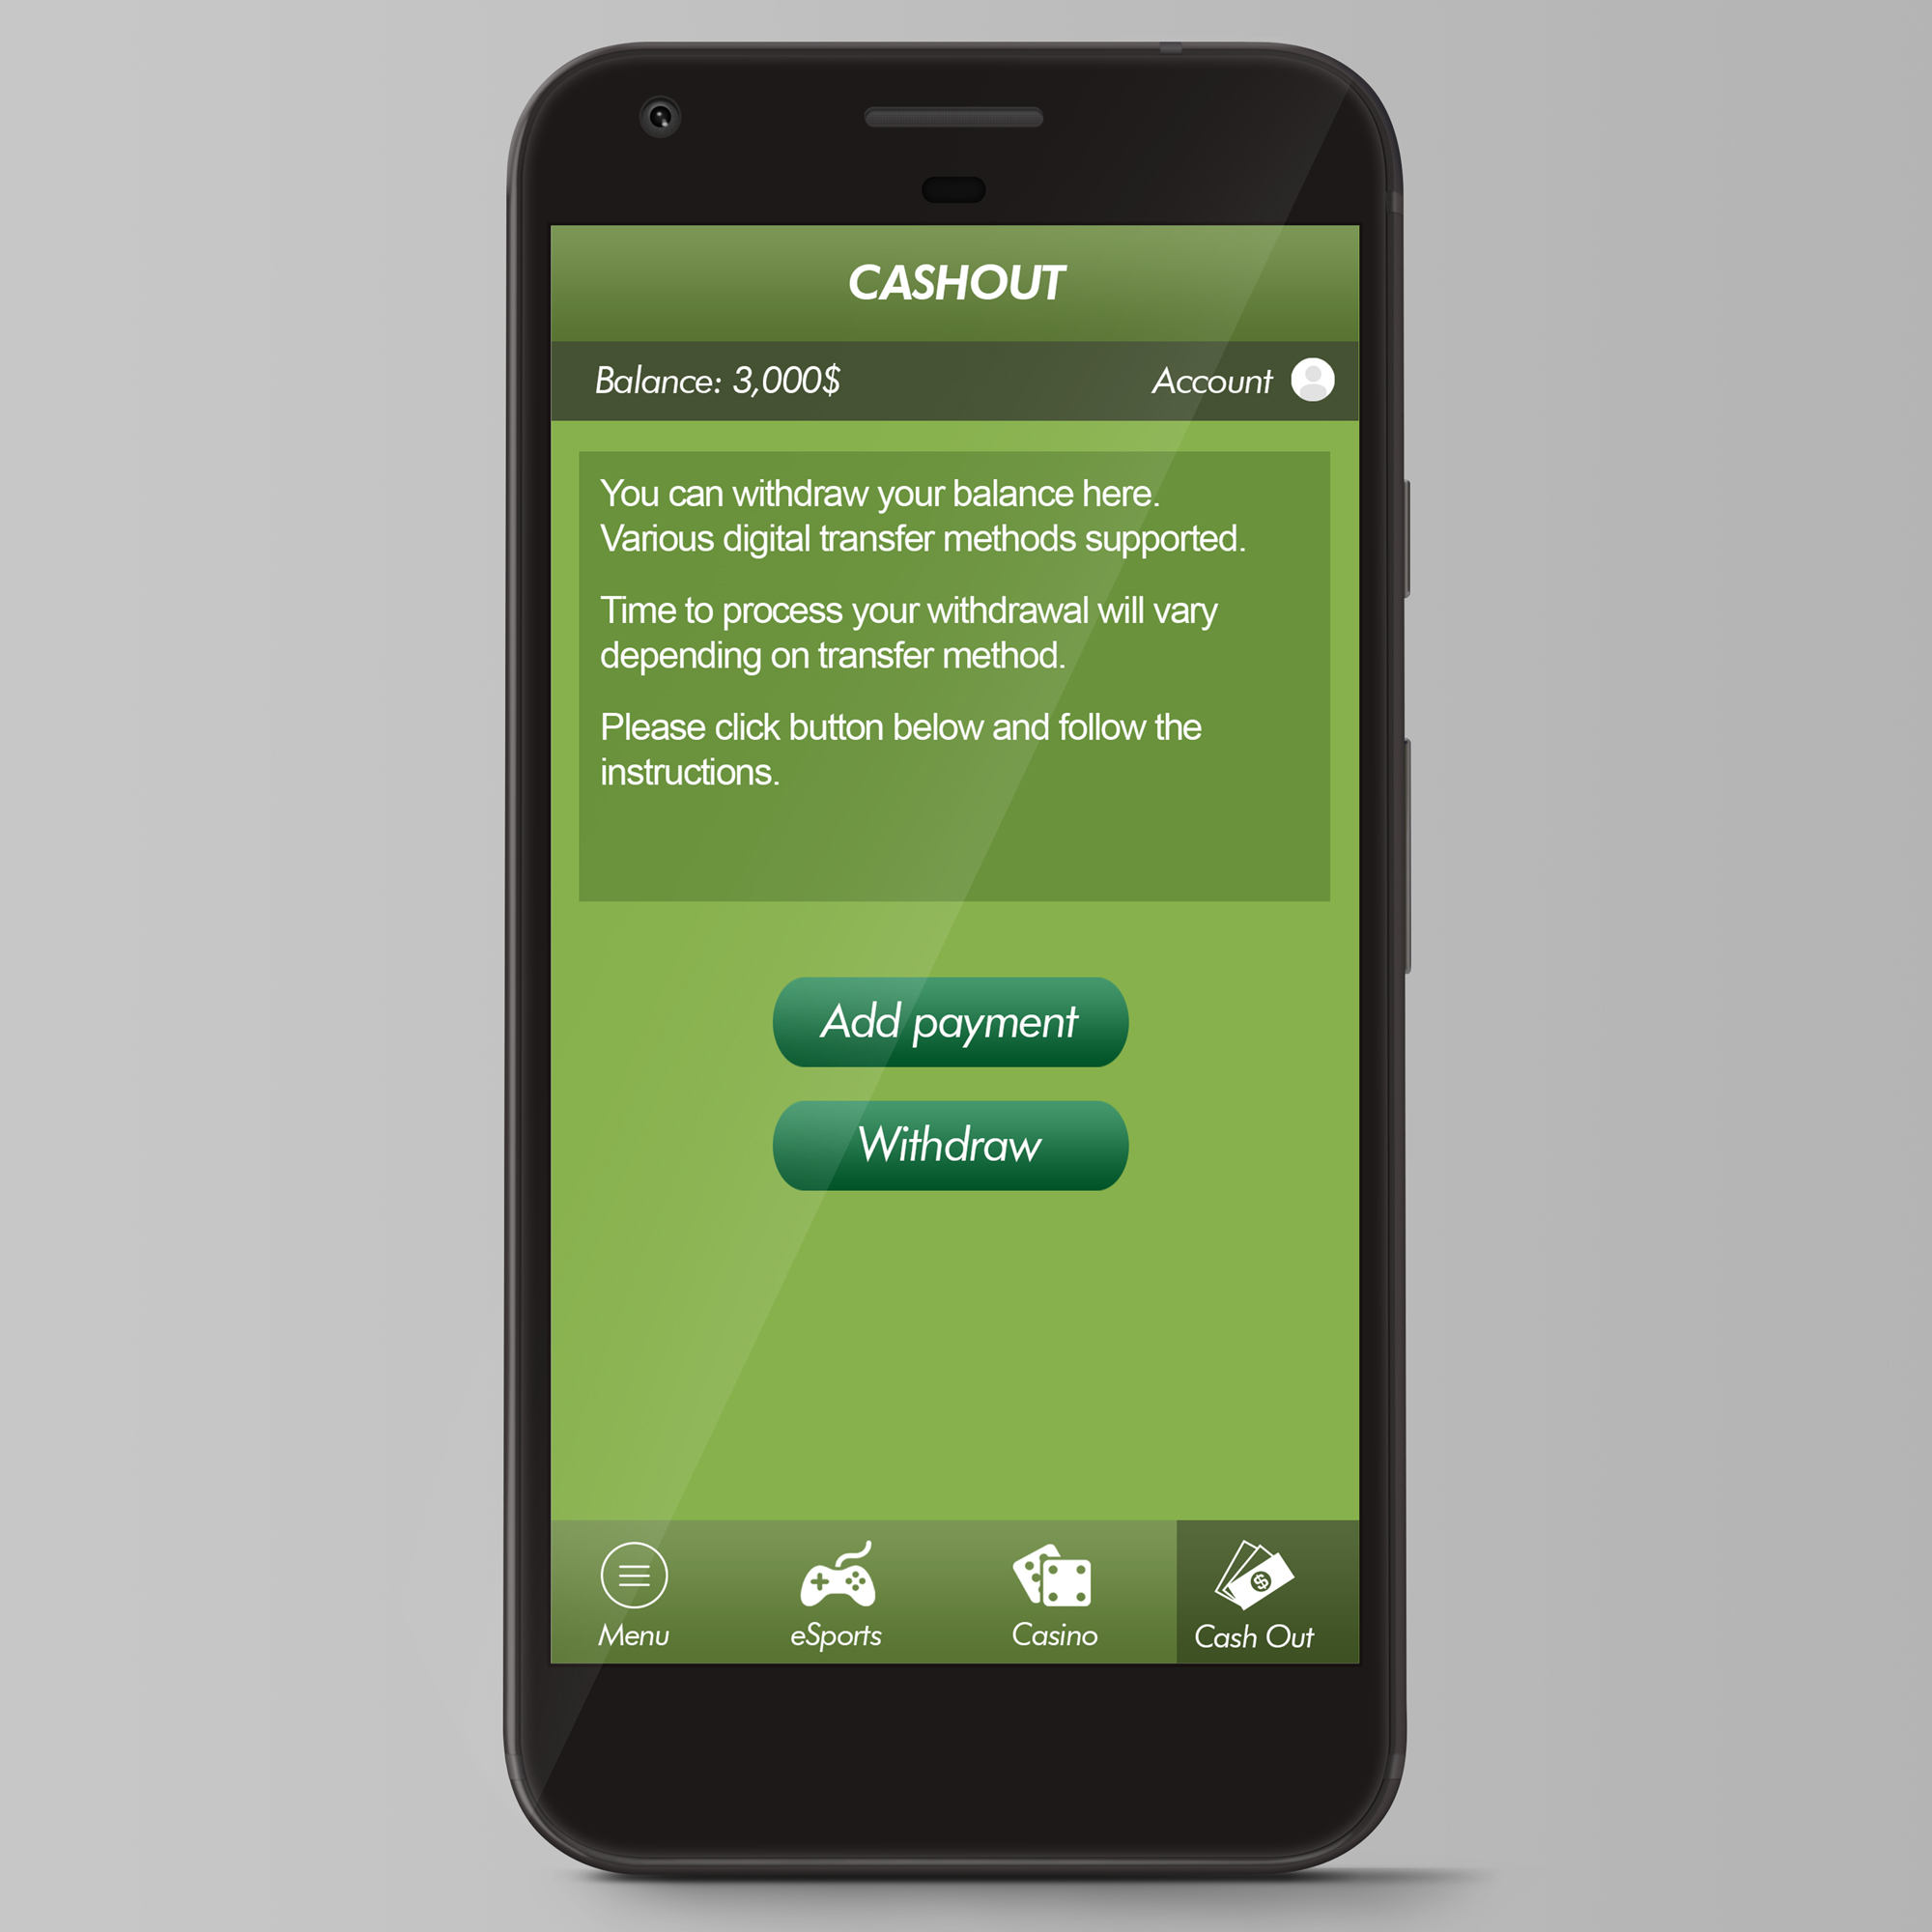 CASHOUT
Balance: 3,000$ Account
You can withdraw your balance here.
Various digital transfer methods supported.
Time to process your withdrawal will vary
depending on transfer method.
Please click button below and follow the
instructions.
Add payment
Withdraw
Menu eSports Casino Cash Out